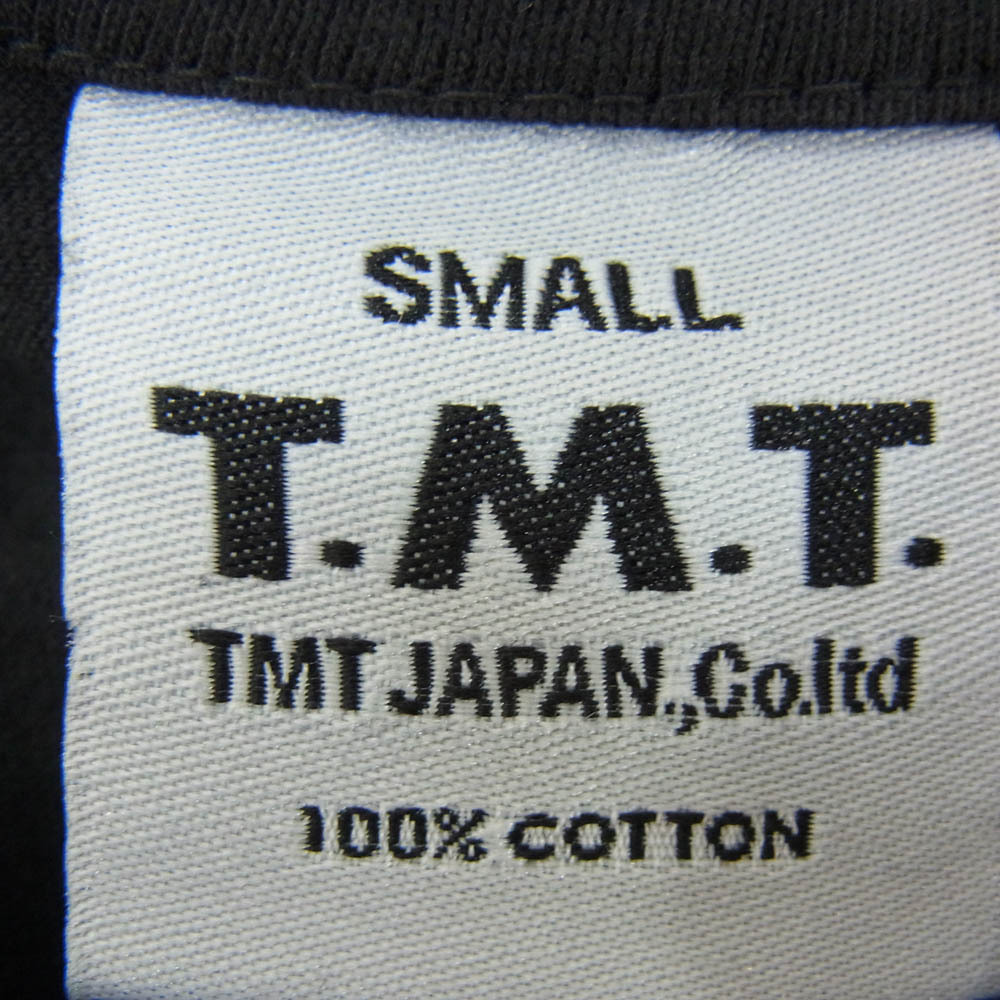 SMALL
T.M.T.
TMT JAPAN.,Co.ltd
100% COTTON